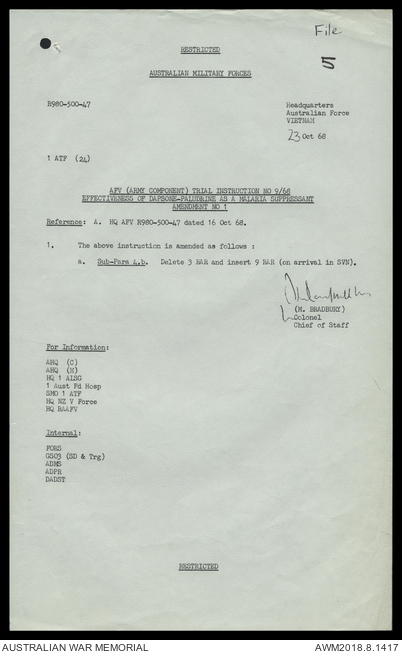 File
5
RESTRICTED
AUSTRALIAN MILITARY FORCES
R980-500-47
Headquarters
Australian Force
VIETNAM
23 Oct 68
1 ATF (24)
AFV (ARMY COMPONENT) TRIAL INSTRUCTION NO 9/68
EFFECTIVENESS OF DAPSONE-PALUDRINE AS A MALARIA SUPPRESSANT
AMENDMENT NO 1
Reference: A. HQ AFV R980-500-47 dated 16 Oct 68.
1. The above instruction is amended as follows :
a. Sub-Para 4.b. Delete 3 RAR and insert 9 RAR (on arrival in SVN).
(M. BRADBURY)
Colonel
Chief of Staff
For Information:
AHQ (C)
AHQ (M)
HQ 1 ALSG
1 Aust Fd Hosp
SMO 1 ATF
HQ NZ V Force
HQ RAAFV
Internal:
FORS
GSO3 (SD & Trg)
ADMS
ADPR
DADST
RESTRICTED
AUSTRALIAN WAR MEMORIAL
AWM2018.8.1417